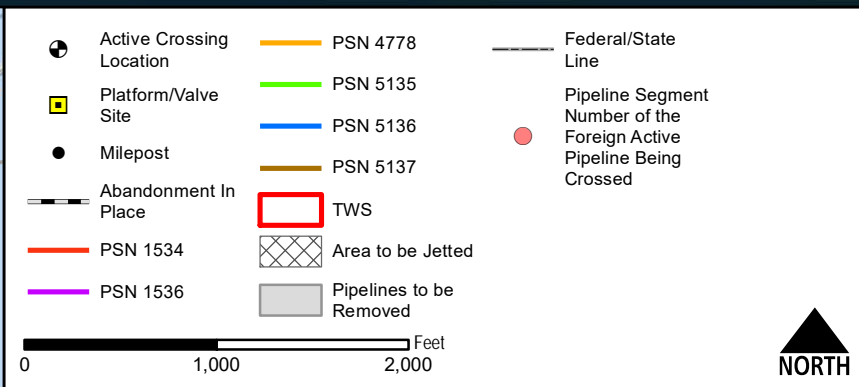 Active Crossing
Location
Platform/Valve
Site
Milepost
Abandonment In
Place
PSN 1534
PSN 1536
PSN 4778
PSN 5135
PSN 5136
PSN 5137
TWS
Area to be Jetted
Pipelines to be
Removed
Federal/State
Line
Pipeline Segment
Number of the
Foreign Active
Pipeline Being
Crossed
Feet
0 1,000 2,000
NORTH